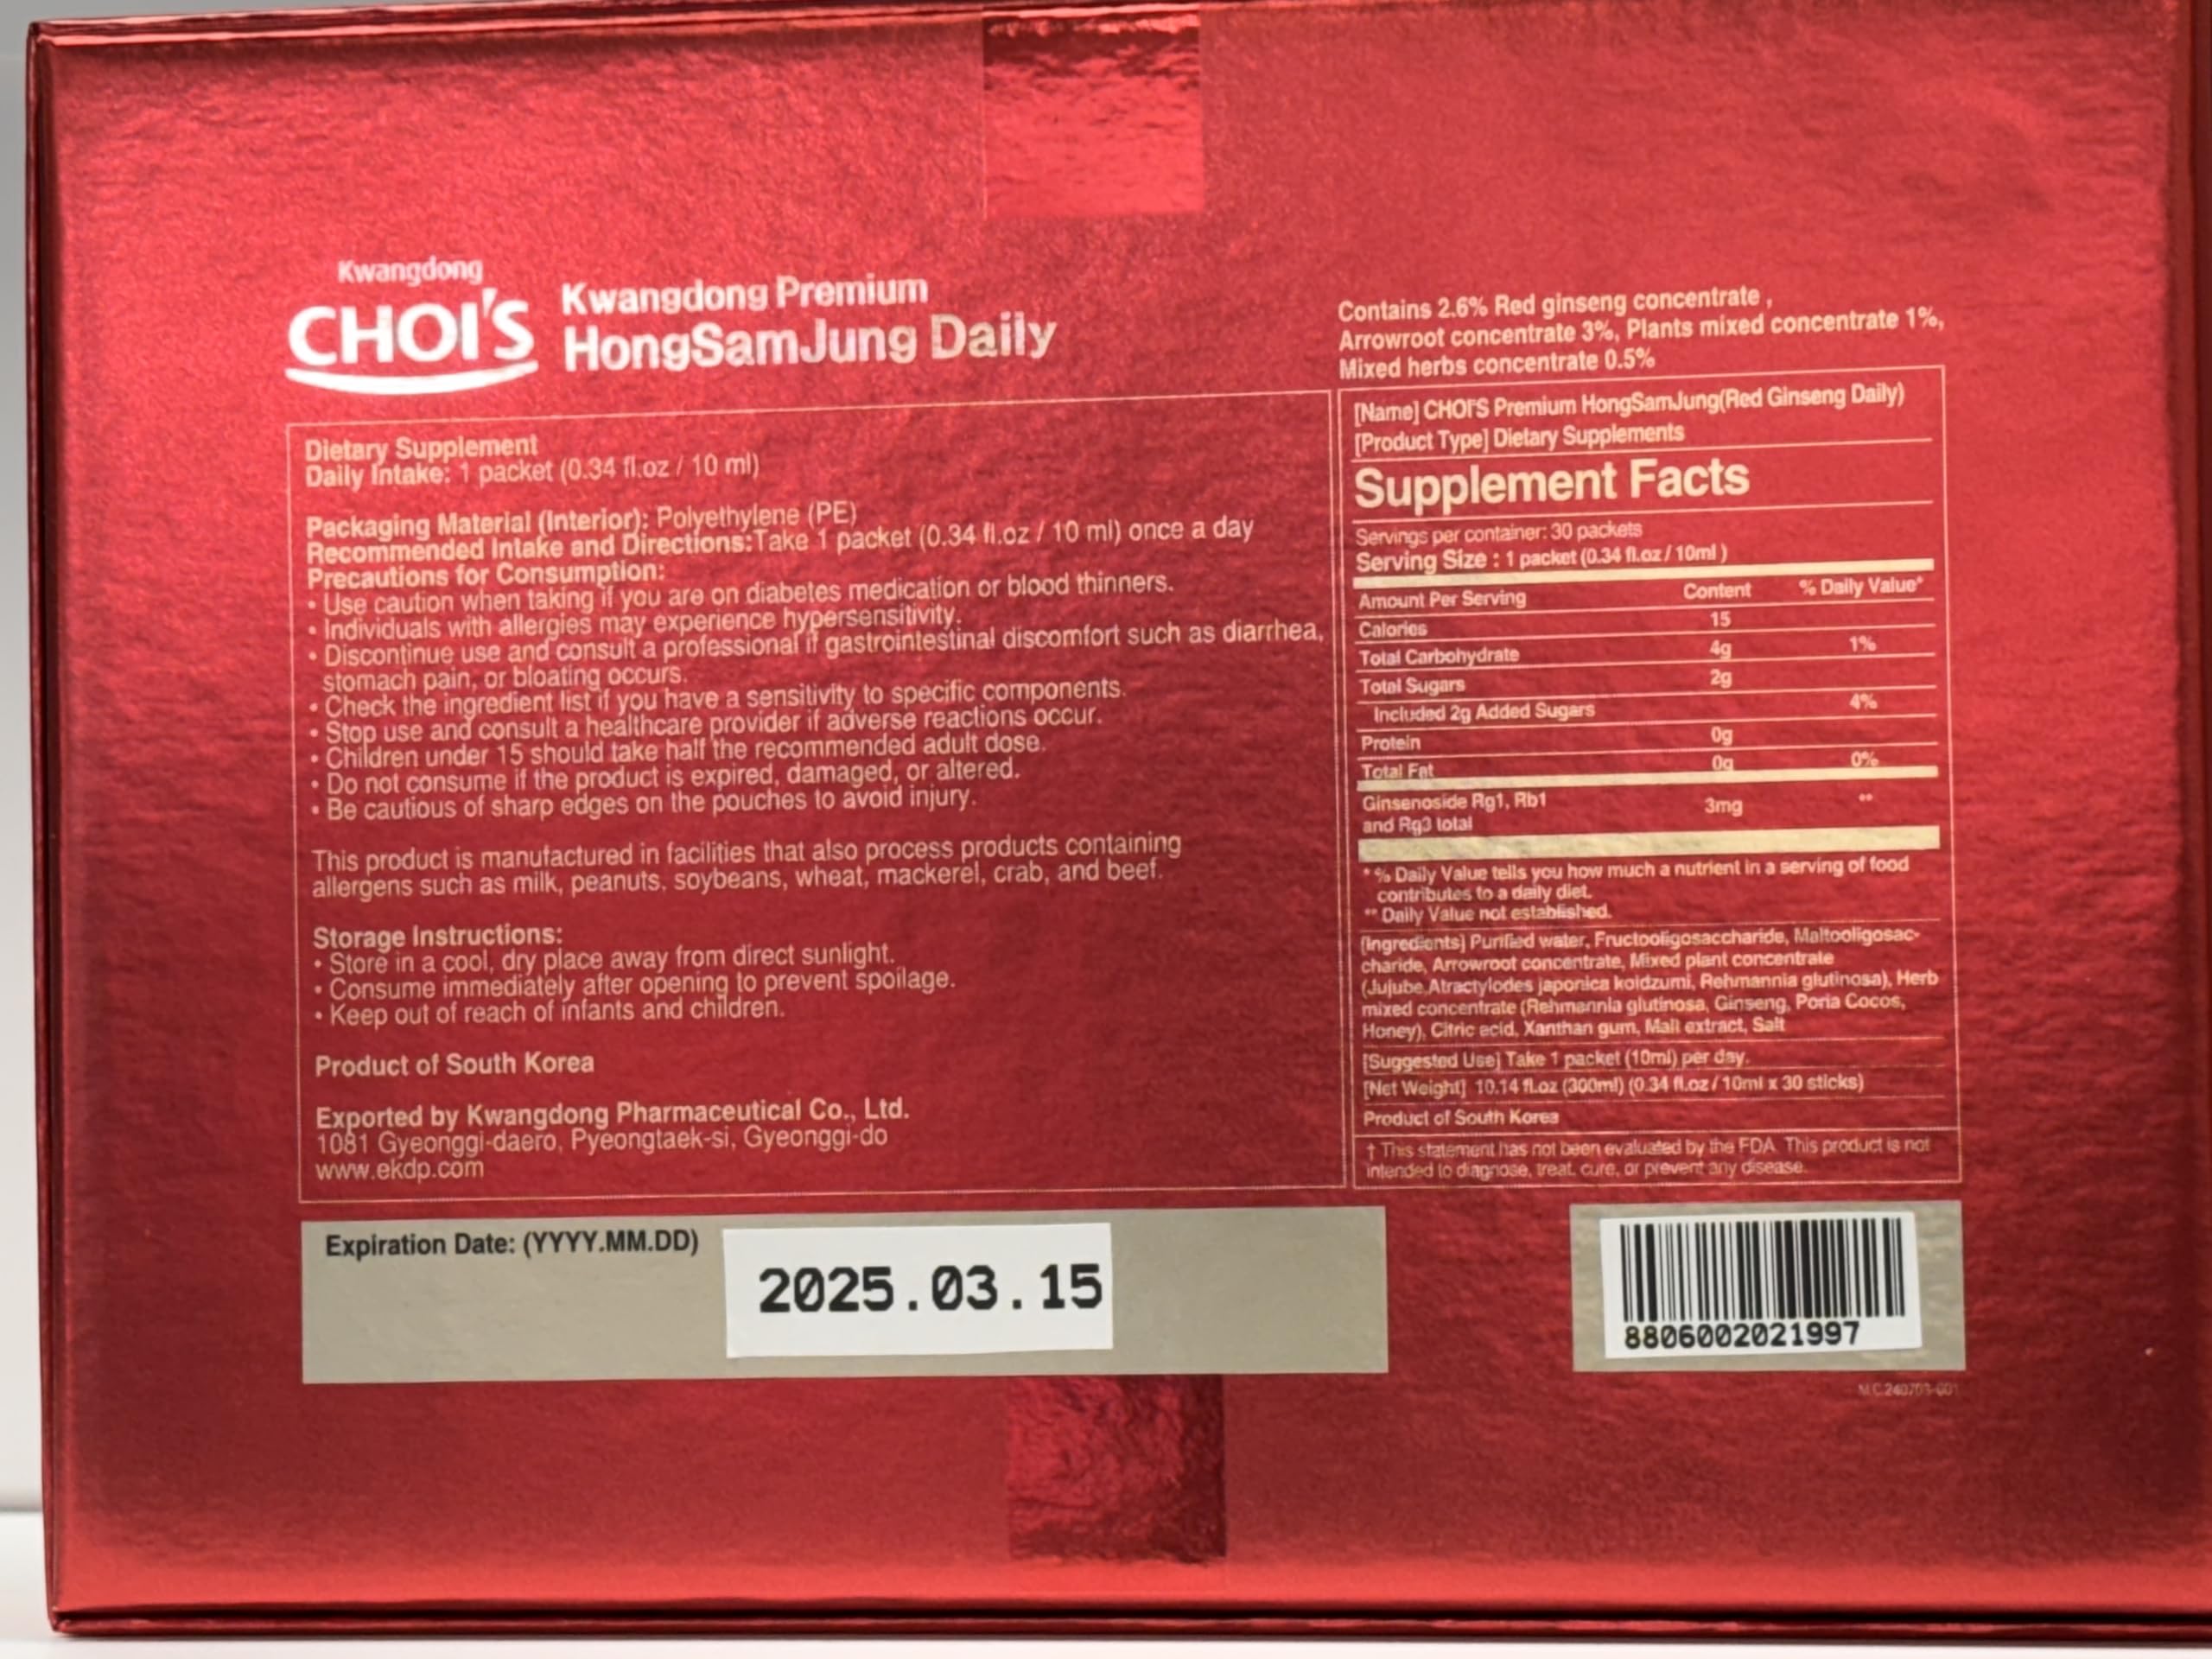 Kwangdong
CHOI'S
Kwangdong Premium
HongSamJung Daily
Dietary Supplement
Daily Intake: 1 packet (0.34 fl.oz / 10 ml)
Packaging Material (Interior): Polyethylene (PE)
Recommended Intake and Directions:Take 1 packet (0.34 fl.oz / 10 ml) once a day
Precautions for Consumption:
• Use caution when taking if you are on diabetes medication or blood thinners.
• Individuals with allergies may experience hypersensitivity.
• Discontinue use and consult a professional if gastrointestinal discomfort such as diarrhea,
stomach pain, or bloating occurs.
• Check the ingredient list if you have a sensitivity to specific components.
• Stop use and consult a healthcare provider if adverse reactions occur.
• Children under 15 should take half the recommended adult dose.
• Do not consume if the product is expired, damaged, or altered.
• Be cautious of sharp edges on the pouches to avoid injury.
This product is manufactured in facilities that also process products containing
allergens such as milk, peanuts, soybeans, wheat, mackerel, crab, and beef.
Storage Instructions:
• Store in a cool, dry place away from direct sunlight.
• Consume immediately after opening to prevent spoilage.
• Keep out of reach of infants and children.
Product of South Korea
Exported by Kwangdong Pharmaceutical Co., Ltd.
1081 Gyeonggi-daero, Pyeongtaek-si, Gyeonggi-do
www.ekdp.com
Contains 2.6% Red ginseng concentrate ,
Arrowroot concentrate 3%, Plants mixed concentrate 1%,
Mixed herbs concentrate 0.5%
[Name] CHOI'S Premium HongSamJung(Red Ginseng Daily)
[Product Type] Dietary Supplements
Supplement Facts
Servings per container: 30 packets
Serving Size : 1 packet (0.34 fl.oz / 10ml )
Amount Per Serving Content % Daily Value*
Calories 15
Total Carbohydrate 4g 1%
Total Sugars 2g
Included 2g Added Sugars 4%
Protein 0g
Total Fat 0g 0%
Ginsenoside Rg1, Rb1
and Rg3 total 3mg **
* % Daily Value tells you how much a nutrient in a serving of food
contributes to a daily diet.
** Daily Value not established.
[Ingredients] Purified water, Fructooligosaccharide, Maltooligosac-
charide, Arrowroot concentrate, Mixed plant concentrate
(Jujube,Atractylodes japonica koidzumi, Rehmannia glutinosa), Herb
mixed concentrate (Rehmannia glutinosa, Ginseng, Poria Cocos,
Honey), Citric acid, Xanthan gum, Malt extract, Salt
[Suggested Use] Take 1 packet (10ml) per day.
[Net Weight] 10.14 fl.oz (300ml) (0.34 fl.oz / 10ml x 30 sticks)
Product of South Korea
† This statement has not been evaluated by the FDA. This product is not
intended to diagnose, treat, cure, or prevent any disease.
Expiration Date: (YYYY.MM.DD)
2025.03.15
8806002021997
M.C.240703-001